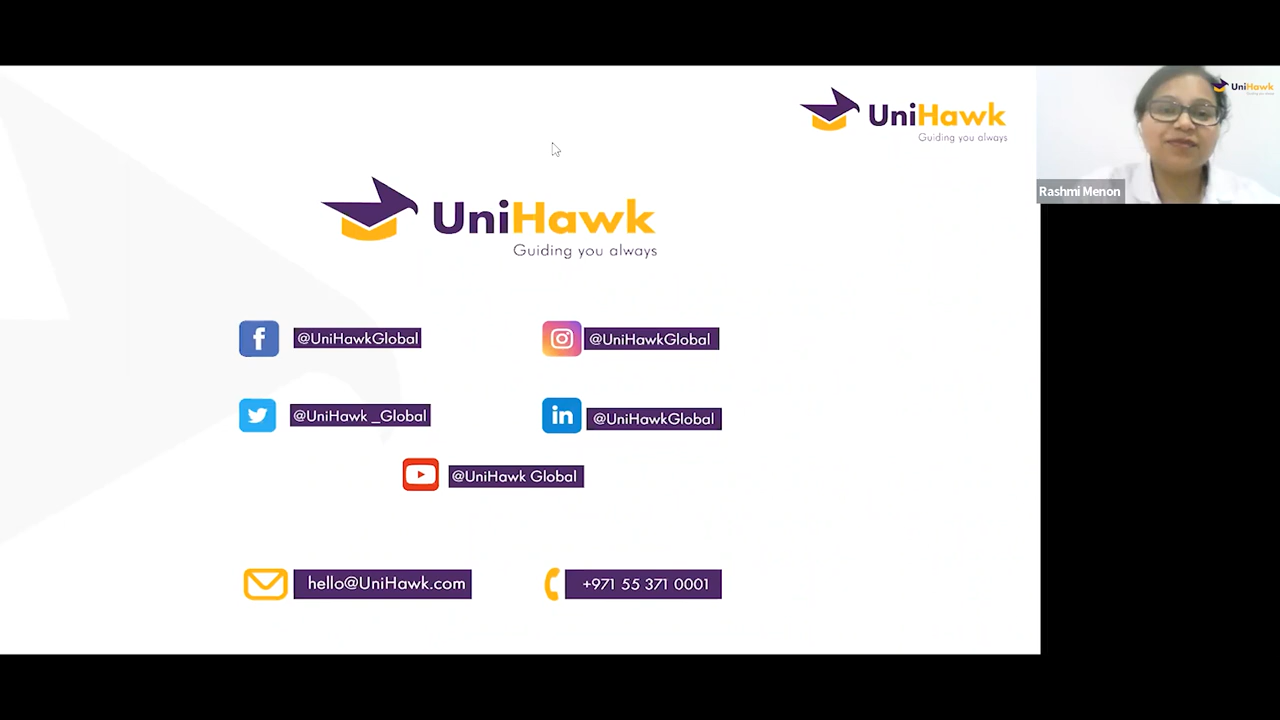 UniHawk
Guiding you always
UniHawk
Rashmi Menon
UniHawk
Guiding you always
@UniHawkGlobal
@UniHawkGlobal
@UniHawk _Global
@UniHawkGlobal
@UniHawk Global
hello@UniHawk.com
+971 55 371 0001